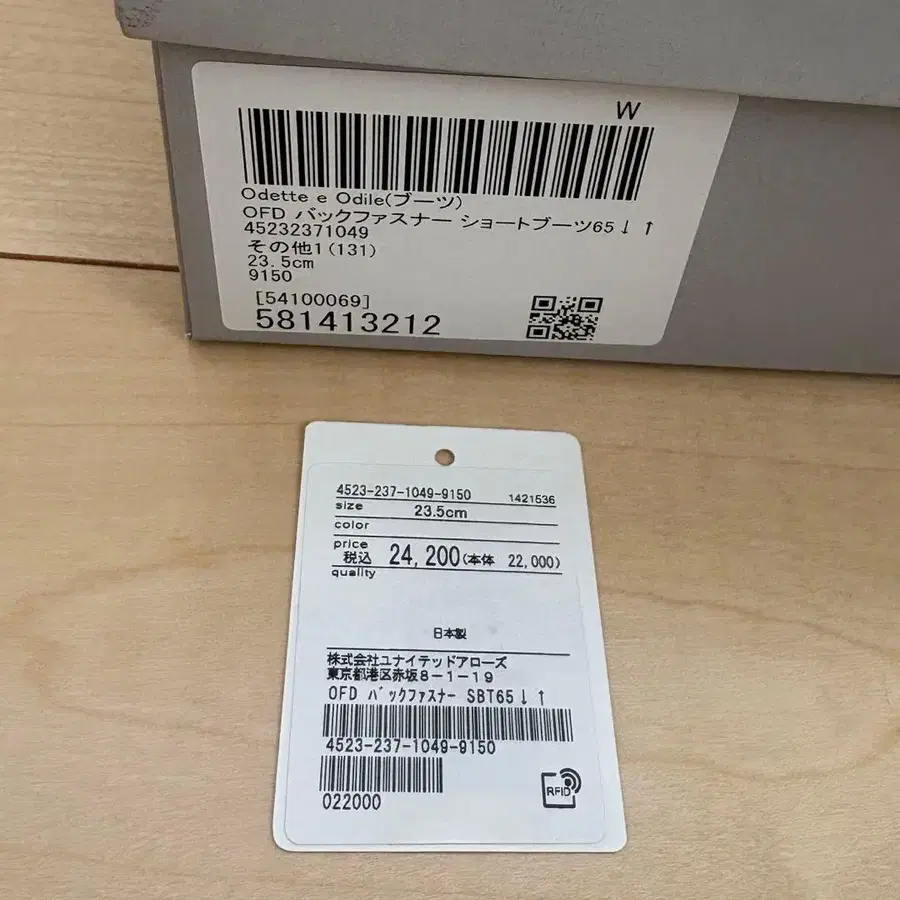 W
Odette e Odile(ブーツ)
OFD バックファスナー ショートブーツ65↓ ↑
45232371049
その他1(131)
23.5cm
9150
[54100069]
581413212
4523-237-1049-9150 1421536
size 23.5cm
color
price
税込 24,200(本体 22,000)
quality
日本製
株式会社ユナイテッドアローズ
東京都港区赤坂8-1-19
OFD バックファスナー SBT65↓ ↑
4523-237-1049-9150
022000
RFID